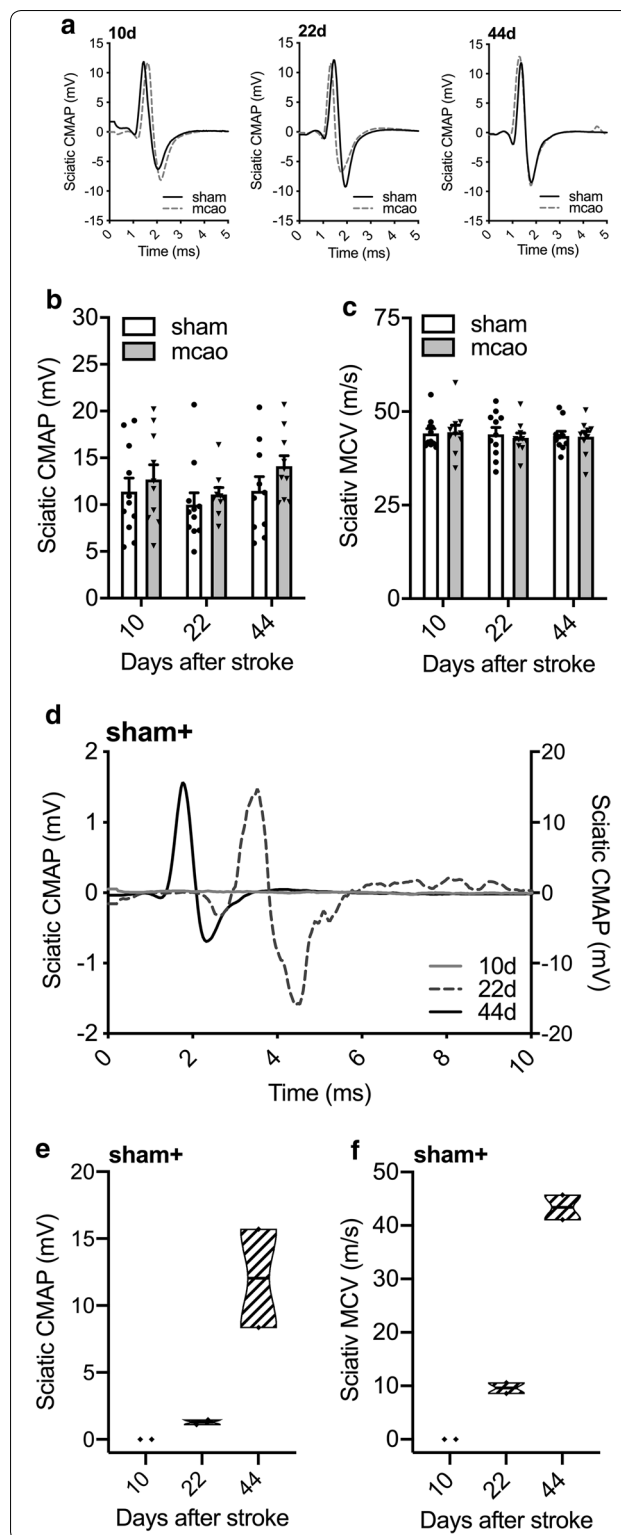 a
10d
Sciatic CMAP (mV)
15
10
5
0
-5
-10
-15
sham
mcao
0 1 2 3 4 5
Time (ms)
22d
Sciatic CMAP (mV)
15
10
5
0
-5
-10
-15
sham
mcao
0 1 2 3 4 5
Time (ms)
44d
Sciatic CMAP (mV)
15
10
5
0
-5
-10
-15
sham
mcao
0 1 2 3 4 5
Time (ms)
b
Sciatic CMAP (mV)
30
25
20
15
10
5
0
sham
mcao
10 22 44
Days after stroke
c
Sciativ MCV (m/s)
75
50
25
0
sham
mcao
10 22 44
Days after stroke
d
sham+
Sciatic CMAP (mV)
2
1
0
-1
-2
20
10
0
-10
-20
Sciatic CMAP (mV)
10d
22d
44d
0 2 4 6 8 10
Time (ms)
e
sham+
Sciatic CMAP (mV)
20
15
10
5
0
10 22 44
Days after stroke
f
sham+
Sciativ MCV (m/s)
50
40
30
20
10
0
10 22 44
Days after stroke